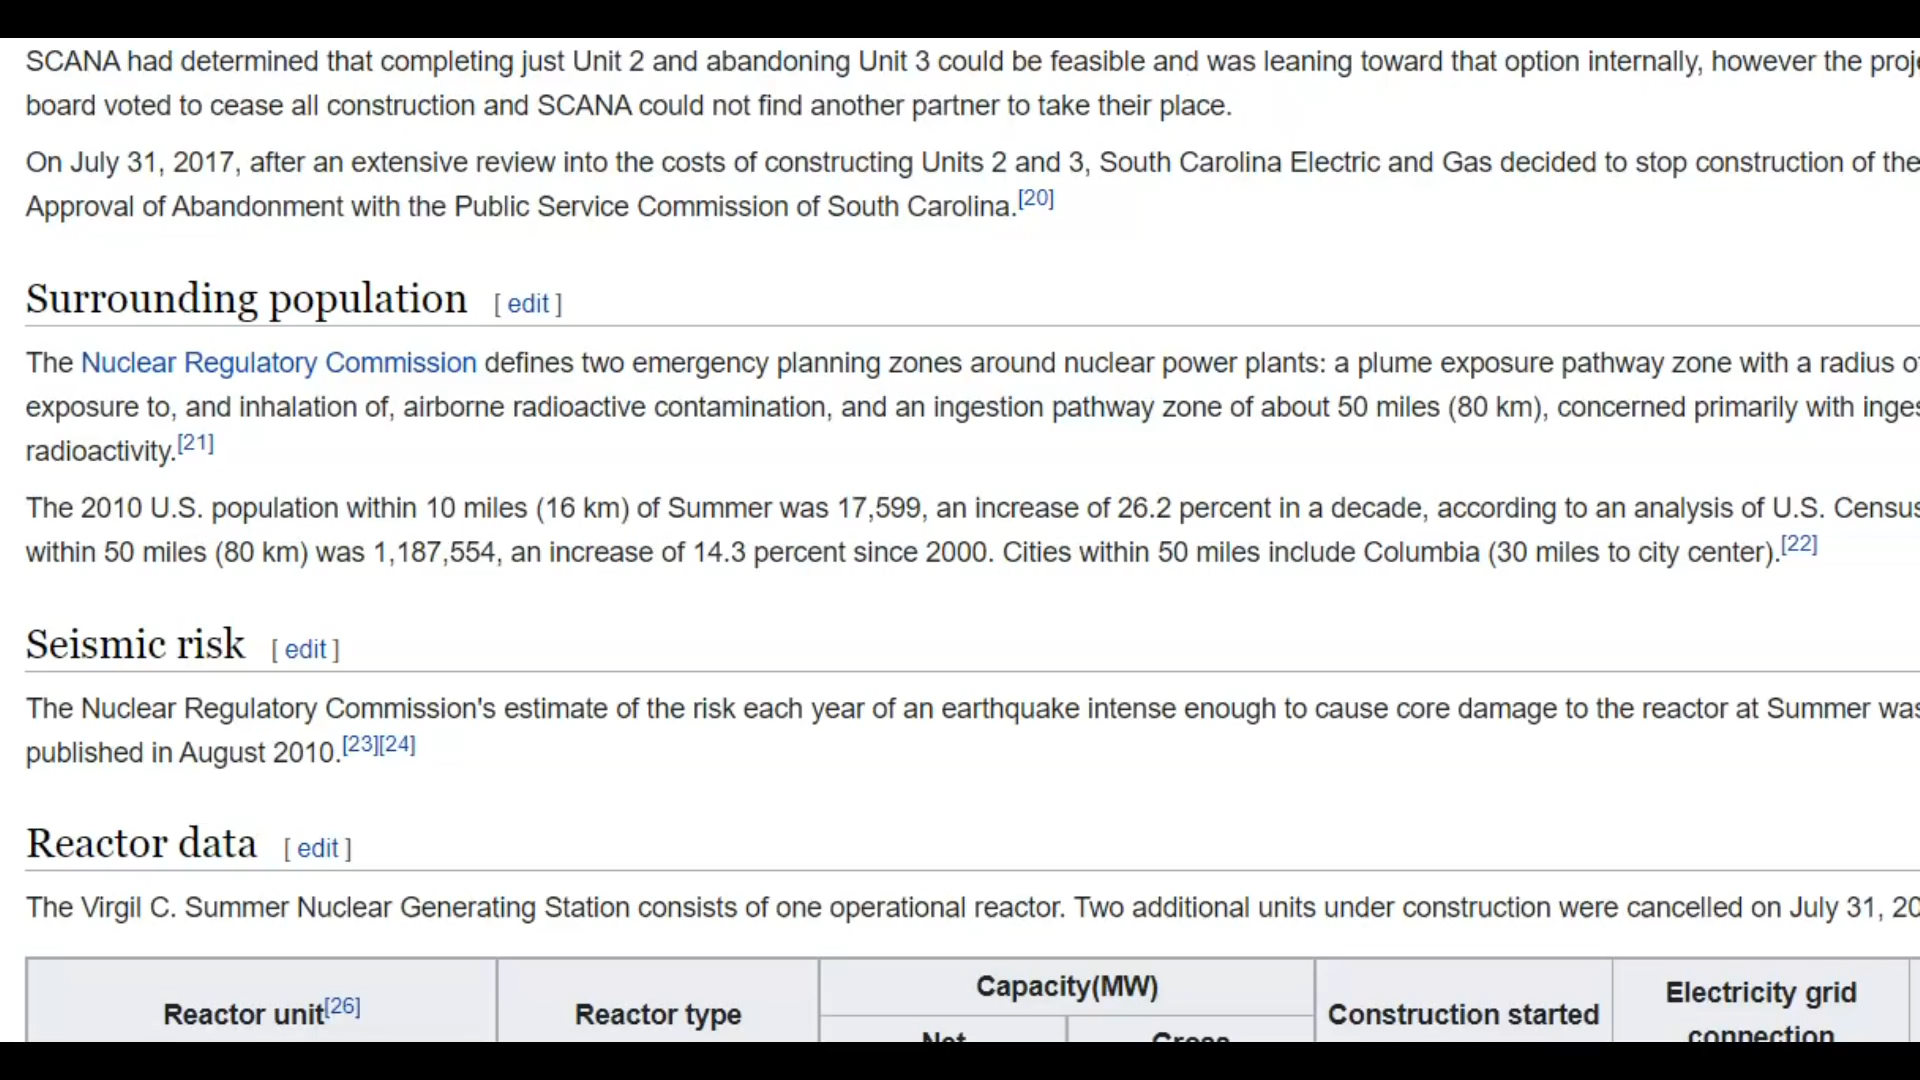 SCANA had determined that completing just Unit 2 and abandoning Unit 3 could be feasible and was leaning toward that option internally, however the
board voted to cease all construction and SCANA could not find another partner to take their place.
On July 31, 2017, after an extensive review into the costs of constructing Units 2 and 3, South Carolina Electric and Gas decided to stop construction of the
Approval of Abandonment with the Public Service Commission of South Carolina.[20]
Surrounding population [ edit ]
The Nuclear Regulatory Commission defines two emergency planning zones around nuclear power plants: a plume exposure pathway zone with a radius
exposure to, and inhalation of, airborne radioactive contamination, and an ingestion pathway zone of about 50 miles (80 km), concerned primarily with
radioactivity.[21]
The 2010 U.S. population within 10 miles (16 km) of Summer was 17,599, an increase of 26.2 percent in a decade, according to an analysis of U.S. Census
within 50 miles (80 km) was 1,187,554, an increase of 14.3 percent since 2000. Cities within 50 miles include Columbia (30 miles to city center).[22]
Seismic risk [ edit ]
The Nuclear Regulatory Commission's estimate of the risk each year of an earthquake intense enough to cause core damage to the reactor at Summer was
published in August 2010.[23][24]
Reactor data [ edit ]
The Virgil C. Summer Nuclear Generating Station consists of one operational reactor. Two additional units under construction were cancelled on July 31,
Capacity(MW)
Reactor unit[26] Reactor type Construction started Electricity grid
connection
Net Gross